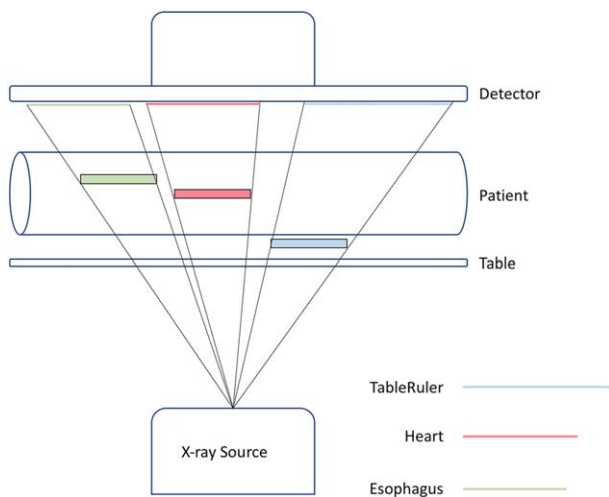 Detector
Patient
Table
TableRuler
X-ray Source
Heart
Esophagus